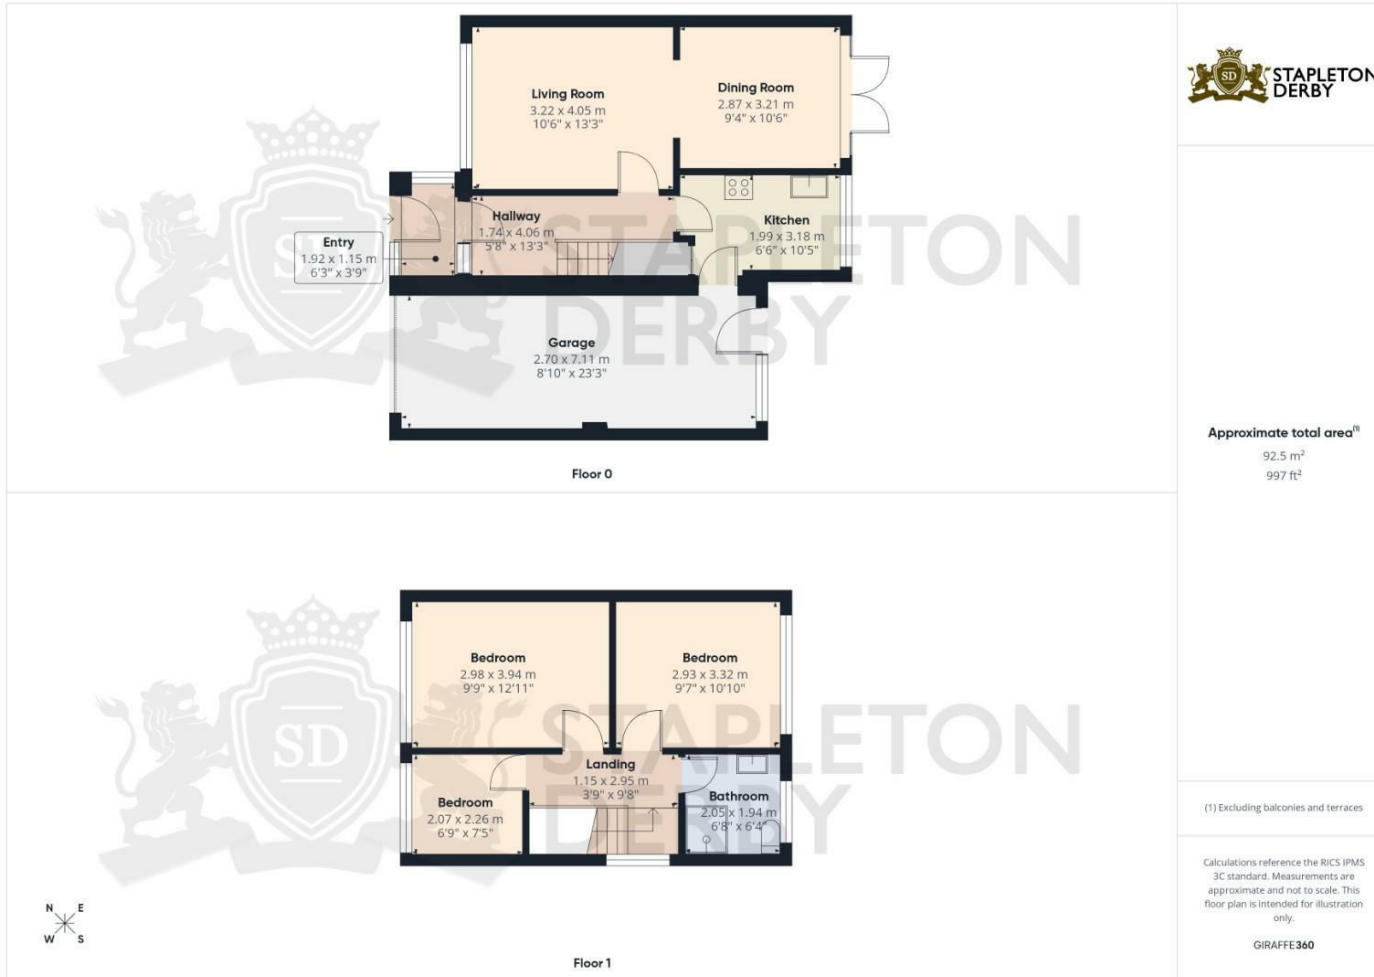 STAPLETON
DERBY
SD
Living Room
3.22 x 4.05 m
10'6" x 13'3"
Dining Room
2.87 x 3.21 m
9'4" x 10'6"
Hallway
1.74 x 4.06 m
5'8" x 13'3"
Kitchen
1.99 x 3.18 m
6'6" x 10'5"
Entry
1.92 x 1.15 m
6'3" x 3'9"
SD
STAPLETON
DERBY
Garage
2.70 x 7.11 m
8'10" x 23'3"
Floor 0
Approximate total area(1)
92.5 m²
997 ft²
Bedroom
2.98 x 3.94 m
9'9" x 12'11"
Bedroom
2.93 x 3.32 m
9'7" x 10'10"
SD
STAPLETON
DERBY
Landing
1.15 x 2.95 m
3'9" x 9'8"
Bedroom
2.07 x 2.26 m
6'9" x 7'5"
Bathroom
2.05 x 1.94 m
6'8" x 6'4"
N E
W S
Floor 1
(1) Excluding balconies and terraces
Calculations reference the RICS IPMS
3C standard. Measurements are
approximate and not to scale. This
floor plan is intended for illustration
only.
GIRAFFE360